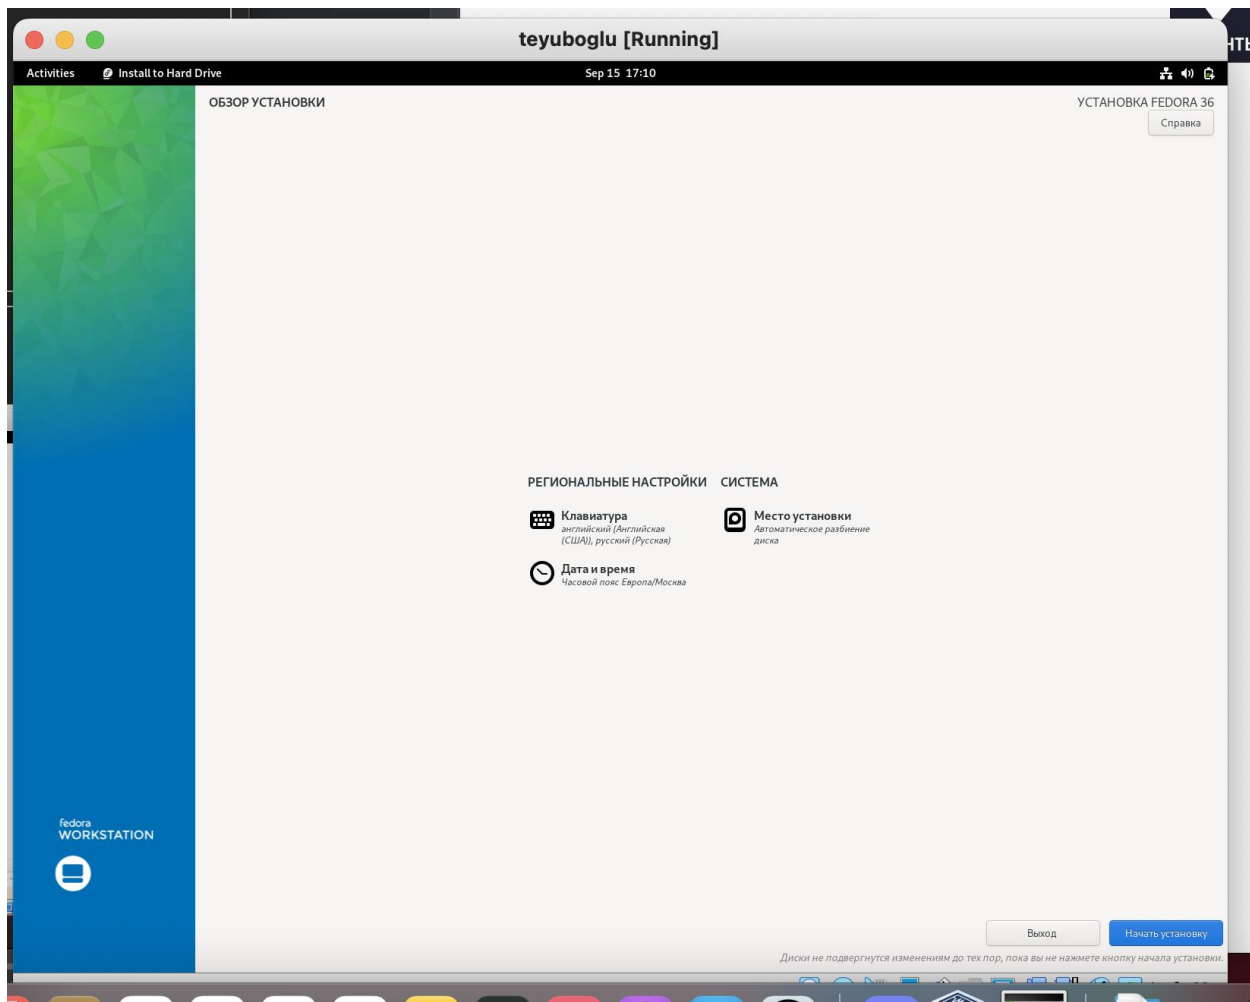 teyuboglu [Running]
Activities Install to Hard Drive Sep 15 17:10
ОБЗОР УСТАНОВКИ
УСТАНОВКА FEDORA 36
Справка
РЕГИОНАЛЬНЫЕ НАСТРОЙКИ
Клавиатура
английский (Английская
(США)), русский (Русская)
Дата и время
Часовой пояс Европа/Москва
СИСТЕМА
Место установки
Автоматическое разбиение
диска
fedora
WORKSTATION
Выход
Начать установку
Диски не подвергнутся изменениям до тех пор, пока вы не нажмете кнопку начала установки.